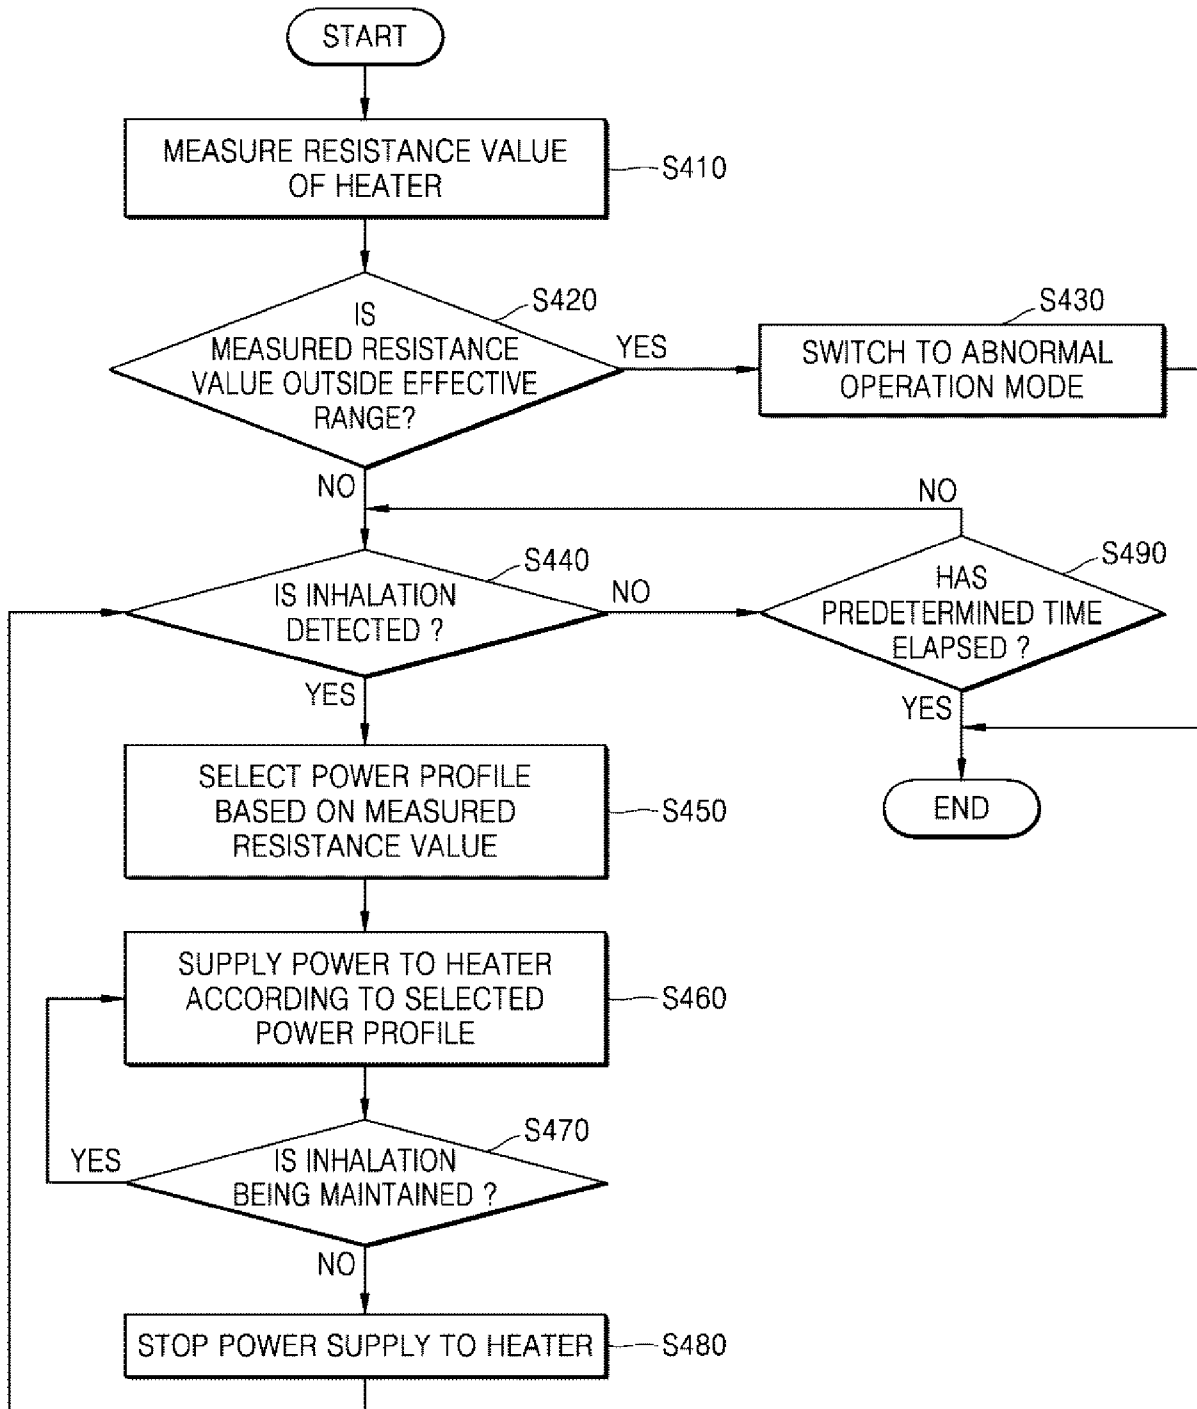 START
MEASURE RESISTANCE VALUE
OF HEATER
S410
S420
IS
MEASURED RESISTANCE
VALUE OUTSIDE EFFECTIVE
RANGE?
YES
S430
SWITCH TO ABNORMAL
OPERATION MODE
NO
NO
S440
IS INHALATION
DETECTED ?
NO
S490
HAS
PREDETERMINED TIME
ELAPSED ?
YES
YES
SELECT POWER PROFILE
BASED ON MEASURED
RESISTANCE VALUE
S450
END
SUPPLY POWER TO HEATER
ACCORDING TO SELECTED
POWER PROFILE
S460
S470
IS INHALATION
BEING MAINTAINED ?
YES
NO
STOP POWER SUPPLY TO HEATER
S480